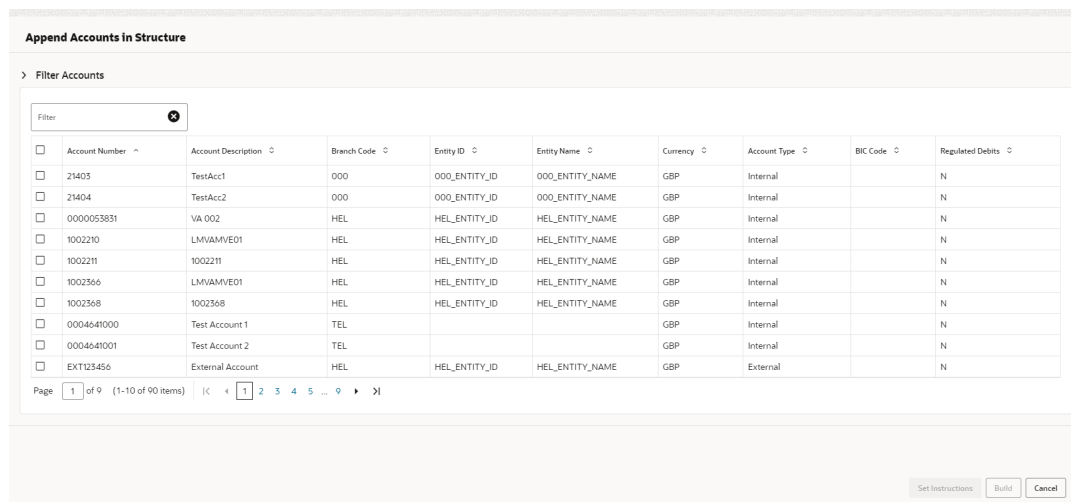 Append Accounts in Structure
Filter Accounts
Filter
Account Number Account Description Branch Code Entity ID Entity Name Currency Account Type BIC Code Regulated Debits
21403 TestAcc1 000 000_ENTITY_ID 000_ENTITY_NAME GBP Internal N
21404 TestAcc2 000 000_ENTITY_ID 000_ENTITY_NAME GBP Internal N
0000053831 VA 002 HEL HEL_ENTITY_ID HEL_ENTITY_NAME GBP Internal N
1002210 LMVAMVE01 HEL HEL_ENTITY_ID HEL_ENTITY_NAME GBP Internal N
1002211 1002211 HEL HEL_ENTITY_ID HEL_ENTITY_NAME GBP Internal N
1002366 LMVAMVE01 HEL HEL_ENTITY_ID HEL_ENTITY_NAME GBP Internal N
1002368 1002368 HEL HEL_ENTITY_ID HEL_ENTITY_NAME GBP Internal N
0004641000 Test Account 1 TEL GBP Internal N
0004641001 Test Account 2 TEL GBP Internal N
EXT123456 External Account HEL HEL_ENTITY_ID HEL_ENTITY_NAME GBP External N
Page 1 of 9 (1-10 of 90 items) 1 2 3 4 5 ... 9
Set Instructions Build Cancel